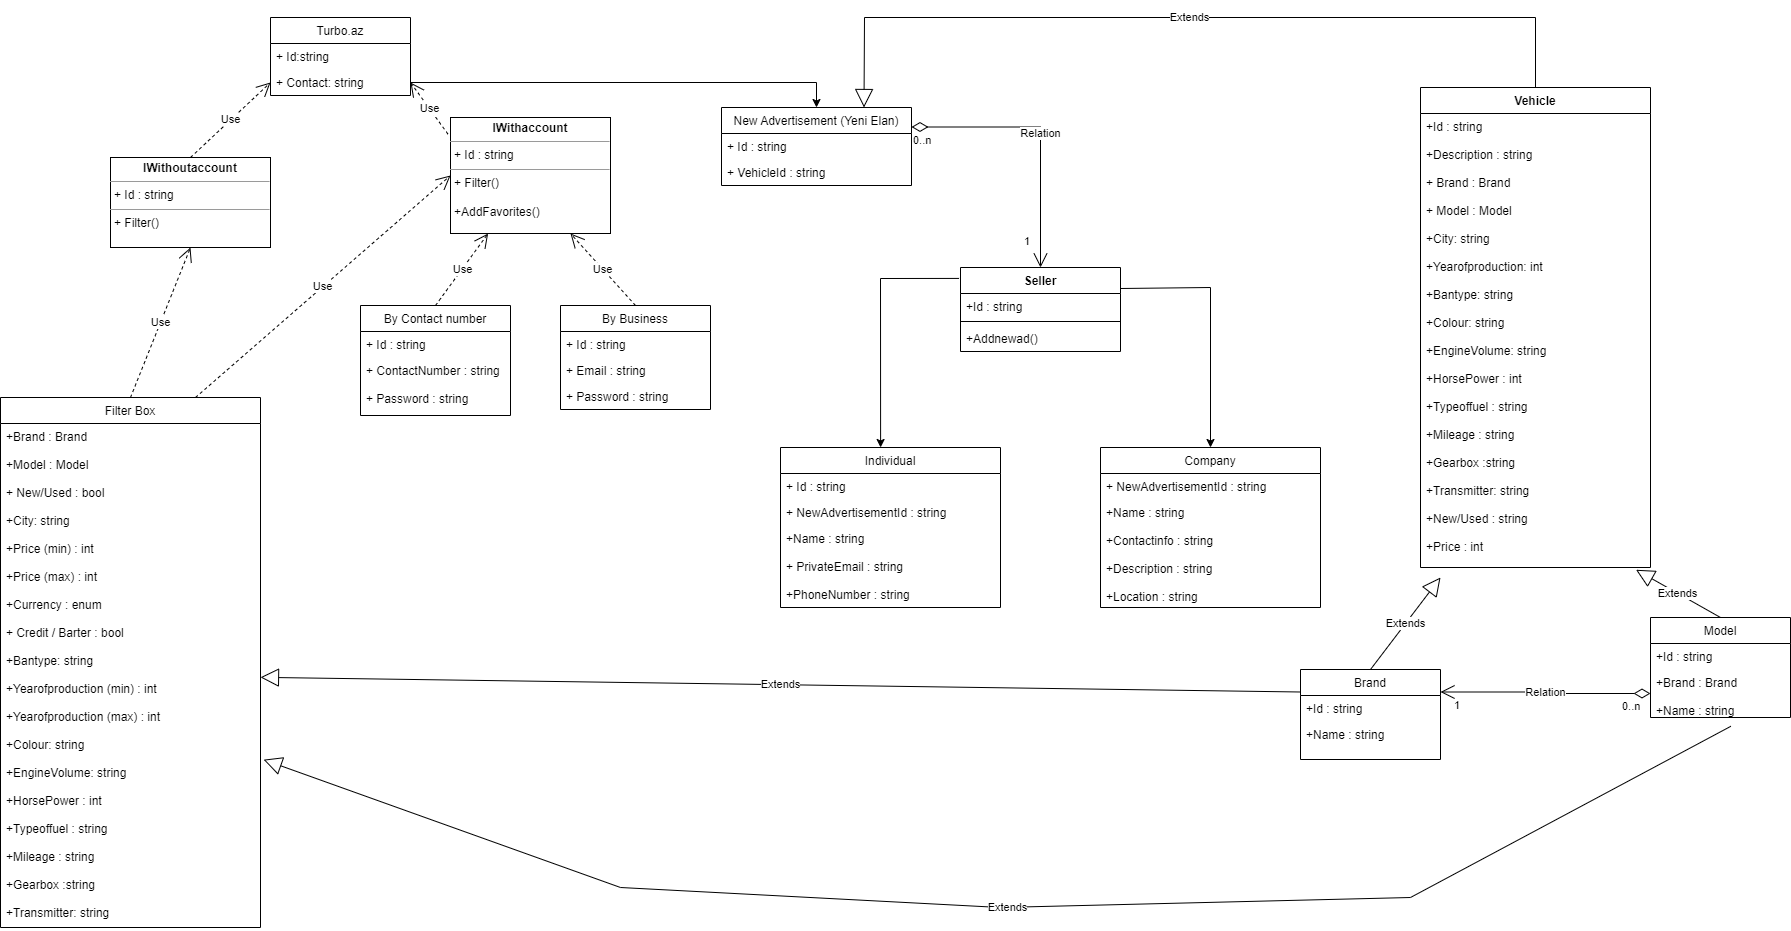 Turbo.az
+ Id:string
+ Contact: string
Use
Use
IWithoutaccount
+ Id : string
+ Filter()
IWithaccount
+ Id : string
+ Filter()
+AddFavorites()
Use
Use
Use
Use
By Contact number
+ Id : string
+ ContactNumber : string
+ Password : string
By Business
+ Id : string
+ Email : string
+ Password : string
Filter Box
+Brand : Brand
+Model : Model
+ New/Used : bool
+City: string
+Price (min) : int
+Price (max) : int
+Currency : enum
+ Credit / Barter : bool
+Bantype: string
+Yearofproduction (min) : int
+Yearofproduction (max) : int
+Colour: string
+EngineVolume: string
+HorsePower : int
+Typeoffuel : string
+Mileage : string
+Gearbox :string
+Transmitter: string
Extends
New Advertisement (Yeni Elan)
+ Id : string
+ VehicleId : string
0..n
Relation
1
Seller
+Id : string
+Addnewad()
Individual
+ Id : string
+ NewAdvertisementId : string
+Name : string
+ PrivateEmail : string
+PhoneNumber : string
Company
+ NewAdvertisementId : string
+Name : string
+Contactinfo : string
+Description : string
+Location : string
Vehicle
+Id : string
+Description : string
+ Brand : Brand
+ Model : Model
+City: string
+Yearofproduction: int
+Bantype: string
+Colour: string
+EngineVolume: string
+HorsePower : int
+Typeoffuel : string
+Mileage : string
+Gearbox :string
+Transmitter: string
+New/Used : string
+Price : int
Extends
Extends
Model
+Id : string
+Brand : Brand
+Name : string
Brand
+Id : string
+Name : string
Relation
1
0..n
Extends
Extends